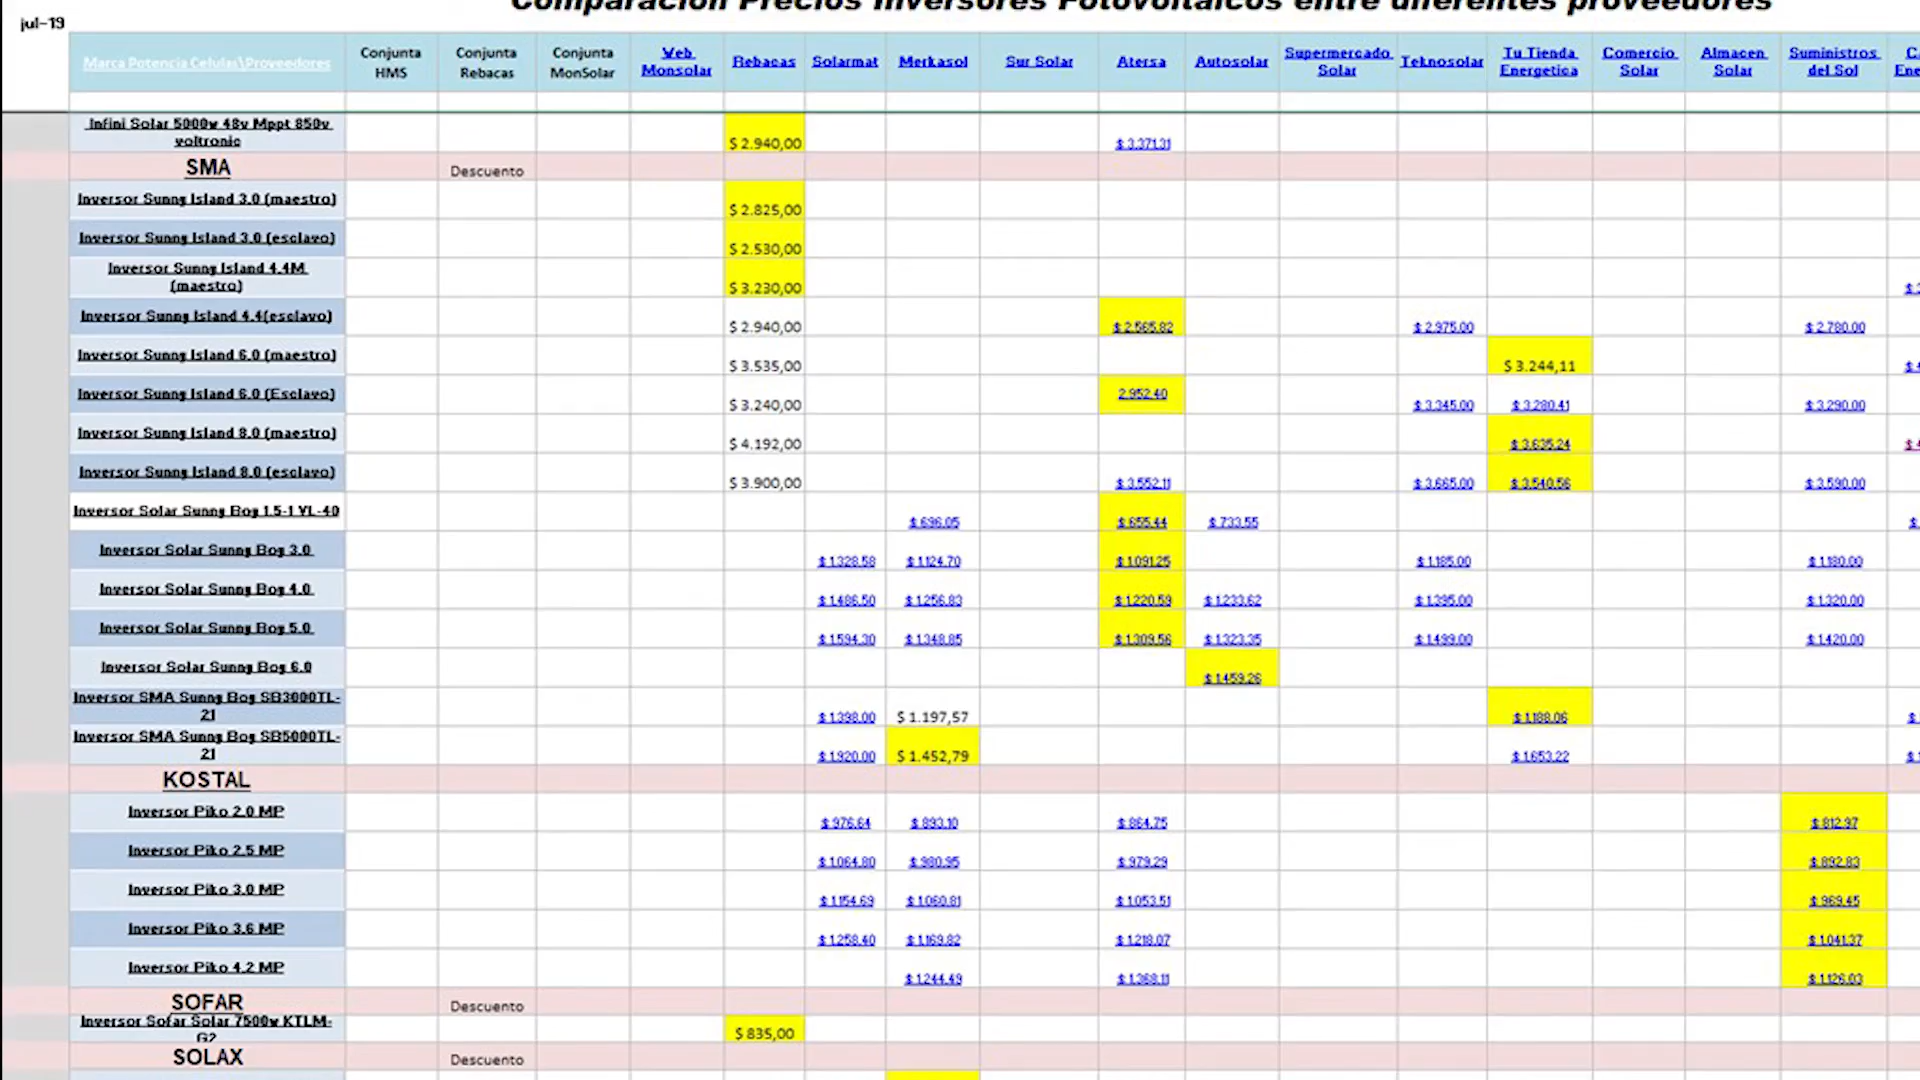 Comparación Precios Inversores Fotovoltaicos entre diferentes proveedores
jul-19
Marca Potencia Celulas\Proveedores Conjunta HMS Conjunta Rebacas Conjunta MonSolar Web Monsolar Rebacas Solarmat Merkasol Sur Solar Atersa Autosolar Supermercado Solar Teknosolar Tu Tienda Energetica Comercio Solar Almacen Solar Suministros del Sol
Infini Solar 5000w 48v Mppt 850v voltronic $ 2.940,00 $ 3.371.31
SMA Descuento
Inversor Sunny Island 3.0 (maestro) $ 2.825,00
Inversor Sunny Island 3.0 (esclavo) $ 2.530,00
Inversor Sunny Island 4.4M (maestro) $ 3.230,00
Inversor Sunny Island 4.4(esclavo) $ 2.940,00 $ 2.565.82 $ 2.975.00 $ 2.780.00
Inversor Sunny Island 6.0 (maestro) $ 3.535,00 $ 3.244,11
Inversor Sunny Island 6.0 (Esclavo) $ 3.240,00 2.952.40 $ 3.345.00 $ 3.280.41 $ 3.290.00
Inversor Sunny Island 8.0 (maestro) $ 4.192,00 $ 3.635.24
Inversor Sunny Island 8.0 (esclavo) $ 3.900,00 $ 3.552.11 $ 3.665.00 $ 3.540.56 $ 3.590.00
Inversor Solar Sunny Boy 1.5-1 VL-40 $ 696.05 $ 655.44 $ 733.55
Inversor Solar Sunny Boy 3.0 $ 1328.58 $ 1124.70 $ 1091.25 $ 1185.00 $ 1180.00
Inversor Solar Sunny Boy 4.0 $ 1486.50 $ 1256.83 $ 1220.59 $ 1233.62 $ 1395.00 $ 1320.00
Inversor Solar Sunny Boy 5.0 $ 1594.30 $ 1348.85 $ 1309.56 $ 1323.35 $ 1499.00 $ 1420.00
Inversor Solar Sunny Boy 6.0 $ 1459.26
Inversor SMA Sunny Boy SB3000TL-21 $ 1398.00 $ 1.197,57 $ 1188.06
Inversor SMA Sunny Boy SB5000TL-21 $ 1920.00 $ 1.452,79 $ 1653.22
KOSTAL
Inversor Piko 2.0 MP $ 976.64 $ 893.10 $ 864.75 $ 812.97
Inversor Piko 2.5 MP $ 1064.80 $ 980.95 $ 979.29 $ 892.83
Inversor Piko 3.0 MP $ 1154.69 $ 1060.81 $ 1053.51 $ 969.45
Inversor Piko 3.6 MP $ 1258.40 $ 1169.82 $ 1218.07 $ 1041.37
Inversor Piko 4.2 MP $ 1244.49 $ 1368.11 $ 1126.03
SOFAR Descuento
Inversor Sofar Solar 7500w KTLM-G2 $ 835,00
SOLAX Descuento